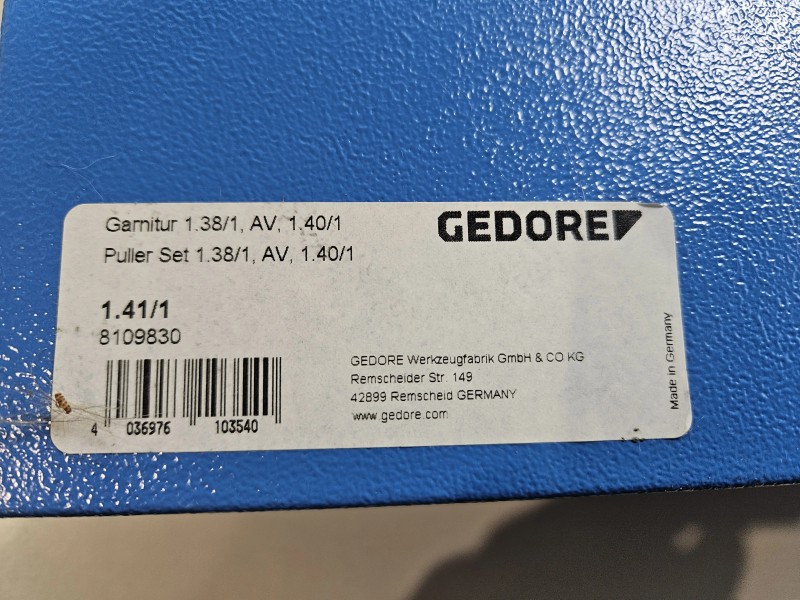 Garnitur 1.38/1, AV, 1.40/1
Puller Set 1.38/1, AV, 1.40/1
GEDORE
1.41/1
8109830
4 036976 103540
GEDORE Werkzeugfabrik GmbH & CO KG
Remscheider Str. 149
42899 Remscheid GERMANY
www.gedore.com
Made in Germany